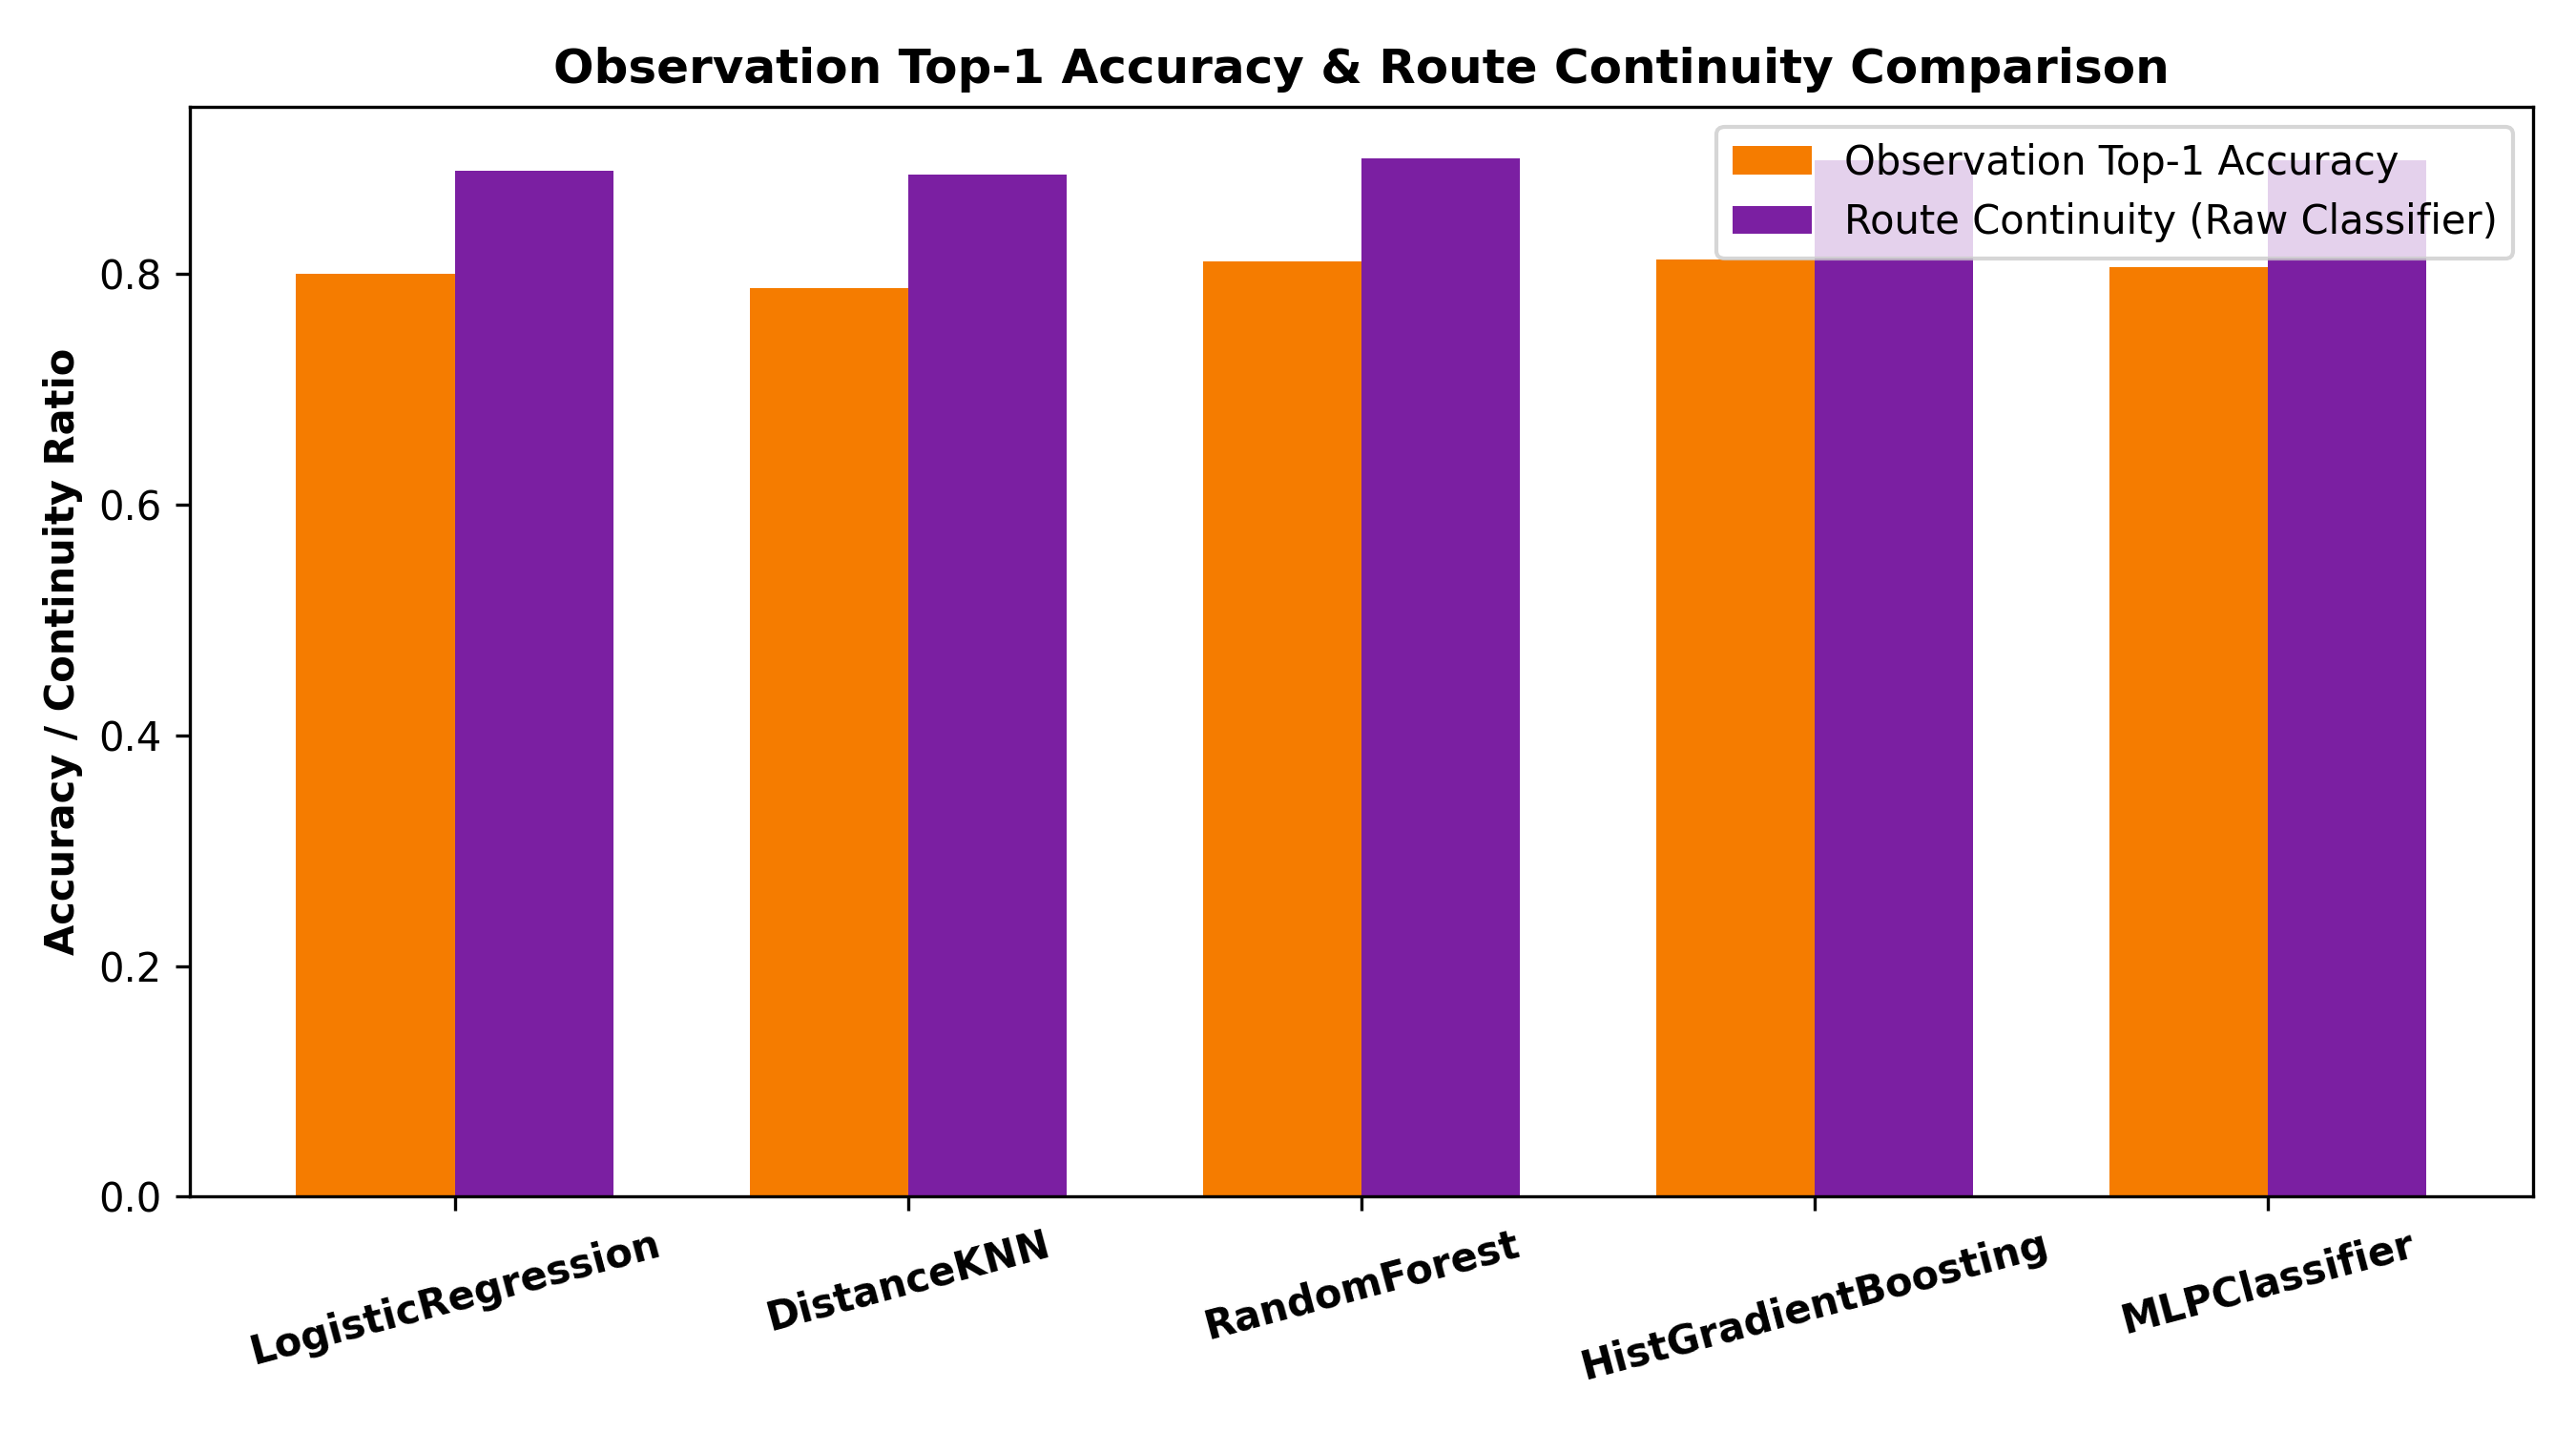 Observation Top-1 Accuracy & Route Continuity Comparison
Observation Top-1 Accuracy
Route Continuity (Raw Classifier)
Accuracy / Continuity Ratio
0.8
0.6
0.4
0.2
0.0
LogisticRegression
DistanceKNN
RandomForest
HistGradientBoosting
MLPClassifier